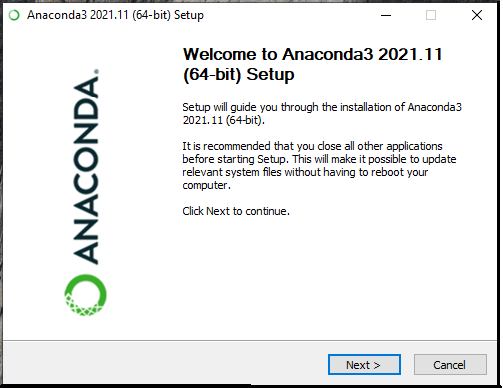 Anaconda3 2021.11 (64-bit) Setup
Welcome to Anaconda3 2021.11
(64-bit) Setup
ANACONDA.
Setup will guide you through the installation of Anaconda3
2021.11 (64-bit).
It is recommended that you close all other applications
before starting Setup. This will make it possible to update
relevant system files without having to reboot your
computer.
Click Next to continue.
Next >
Cancel